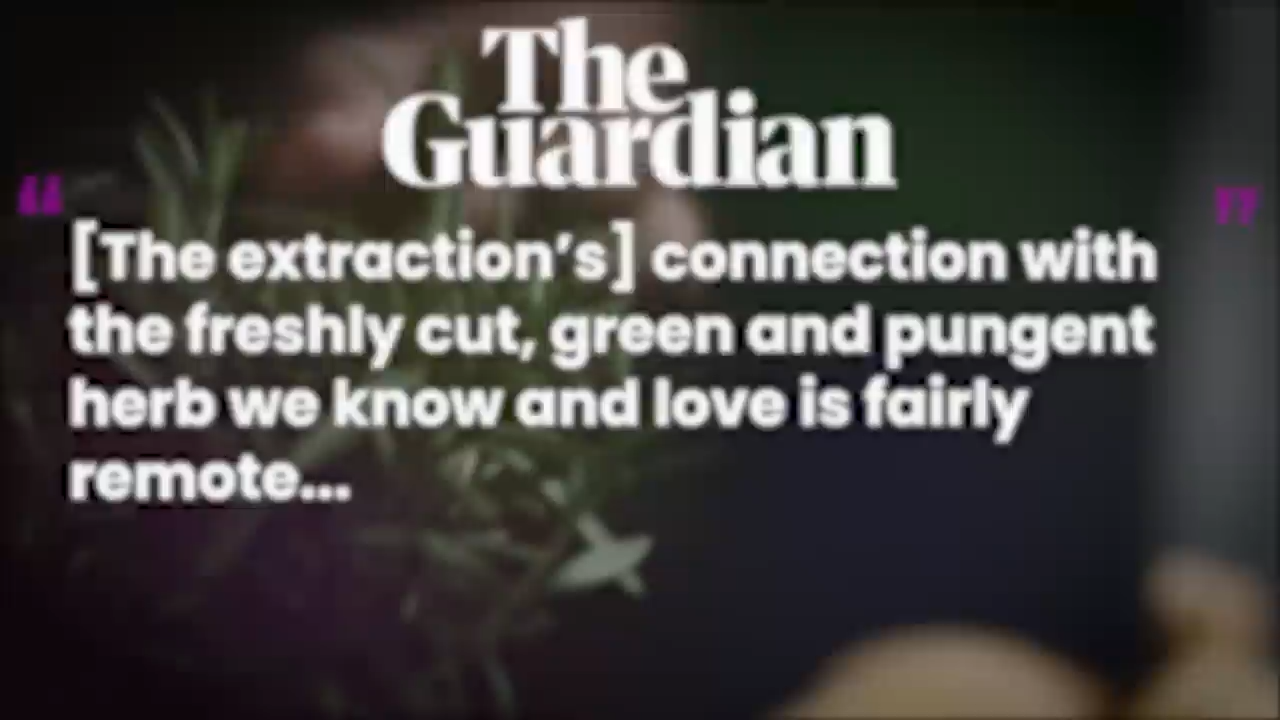 The
Guardian
“
”
[The extraction’s] connection with
the freshly cut, green and pungent
herb we know and love is fairly
remote...